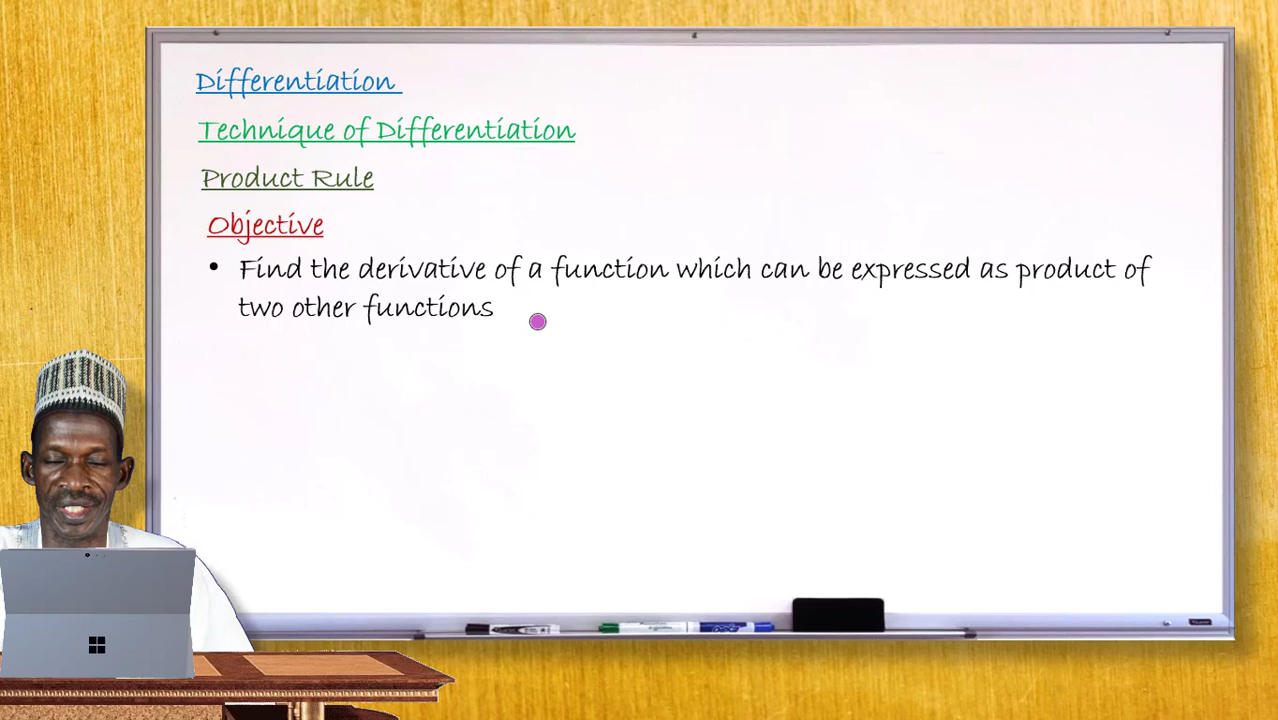 Differentiation
Technique of Differentiation
Product Rule
Objective
• Find the derivative of a function which can be expressed as product of
two other functions